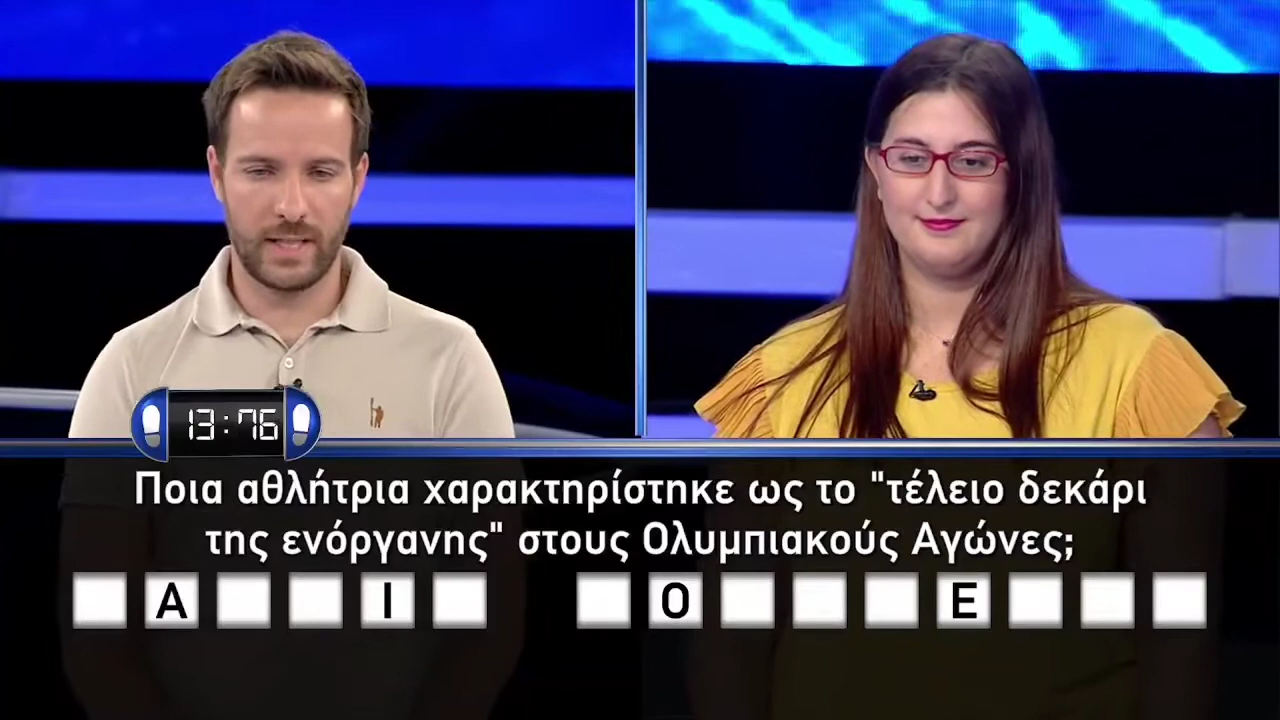 13:76
Ποια αθλήτρια χαρακτηρίστηκε ως το "τέλειο δεκάρι
της ενόργανης" στους Ολυμπιακούς Αγώνες;
Α Ι Ο Ε